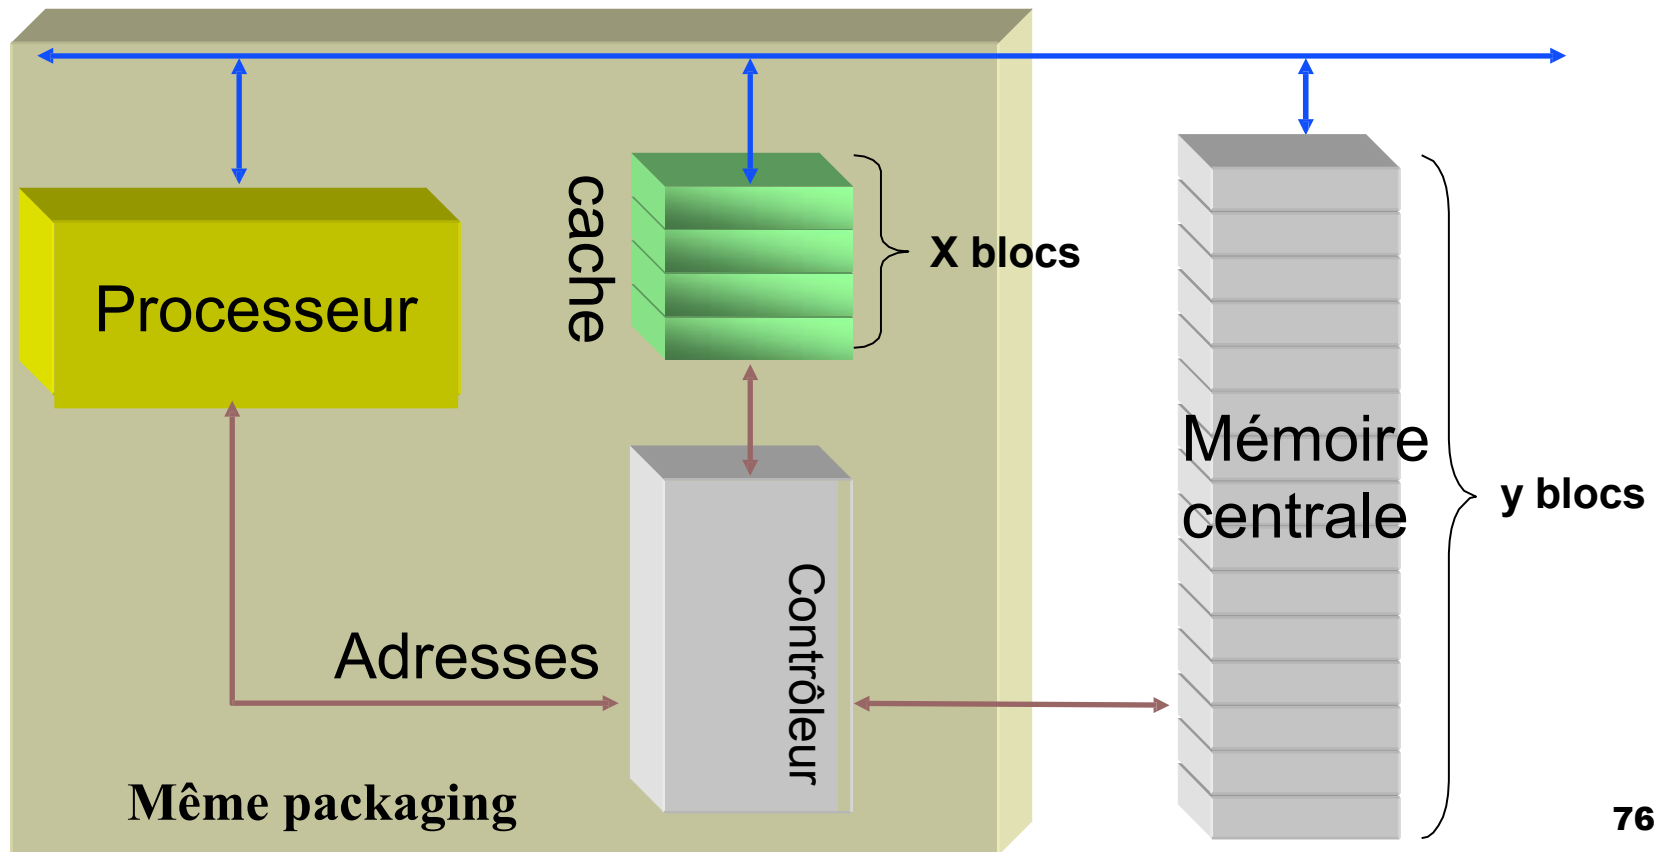 cache
X blocs
Processeur
Mémoire
centrale
y blocs
Contrôleur
Adresses
Même packaging
76